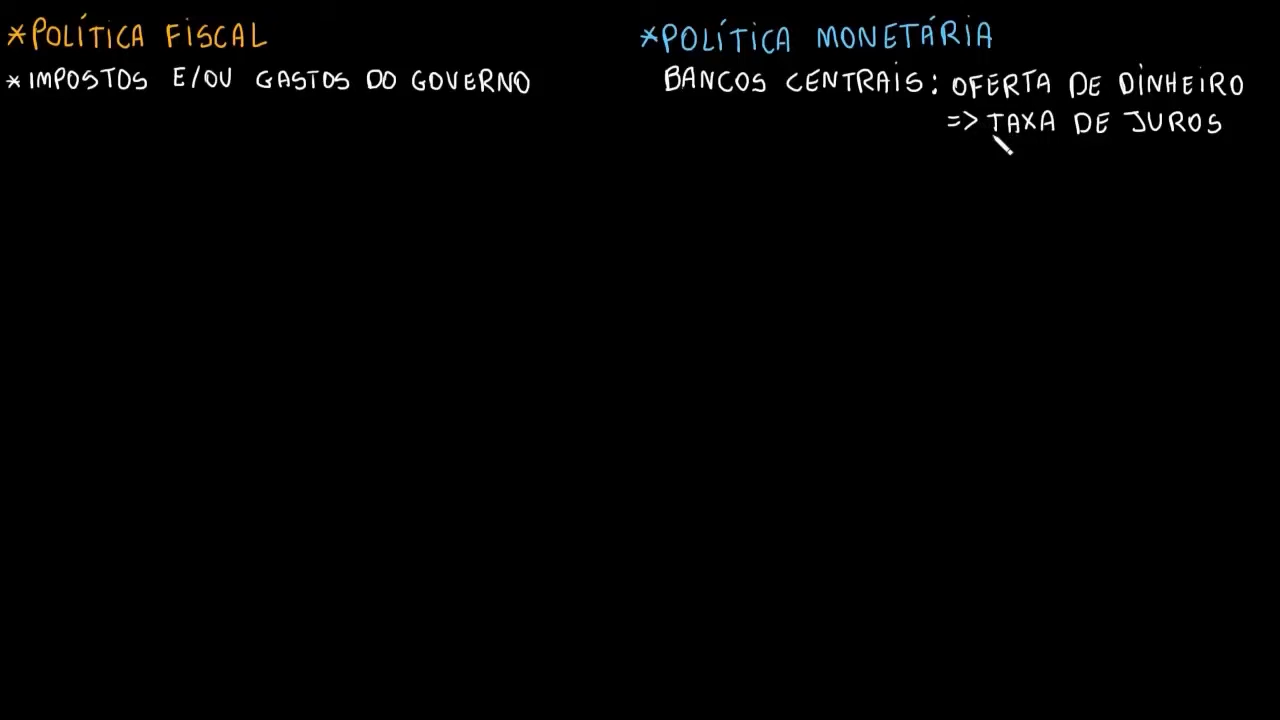 *POLÍTICA FISCAL
*IMPOSTOS E/OU GASTOS DO GOVERNO
*POLÍTICA MONETÁRIA
BANCOS CENTRAIS: OFERTA DE DINHEIRO
=> TAXA DE JUROS